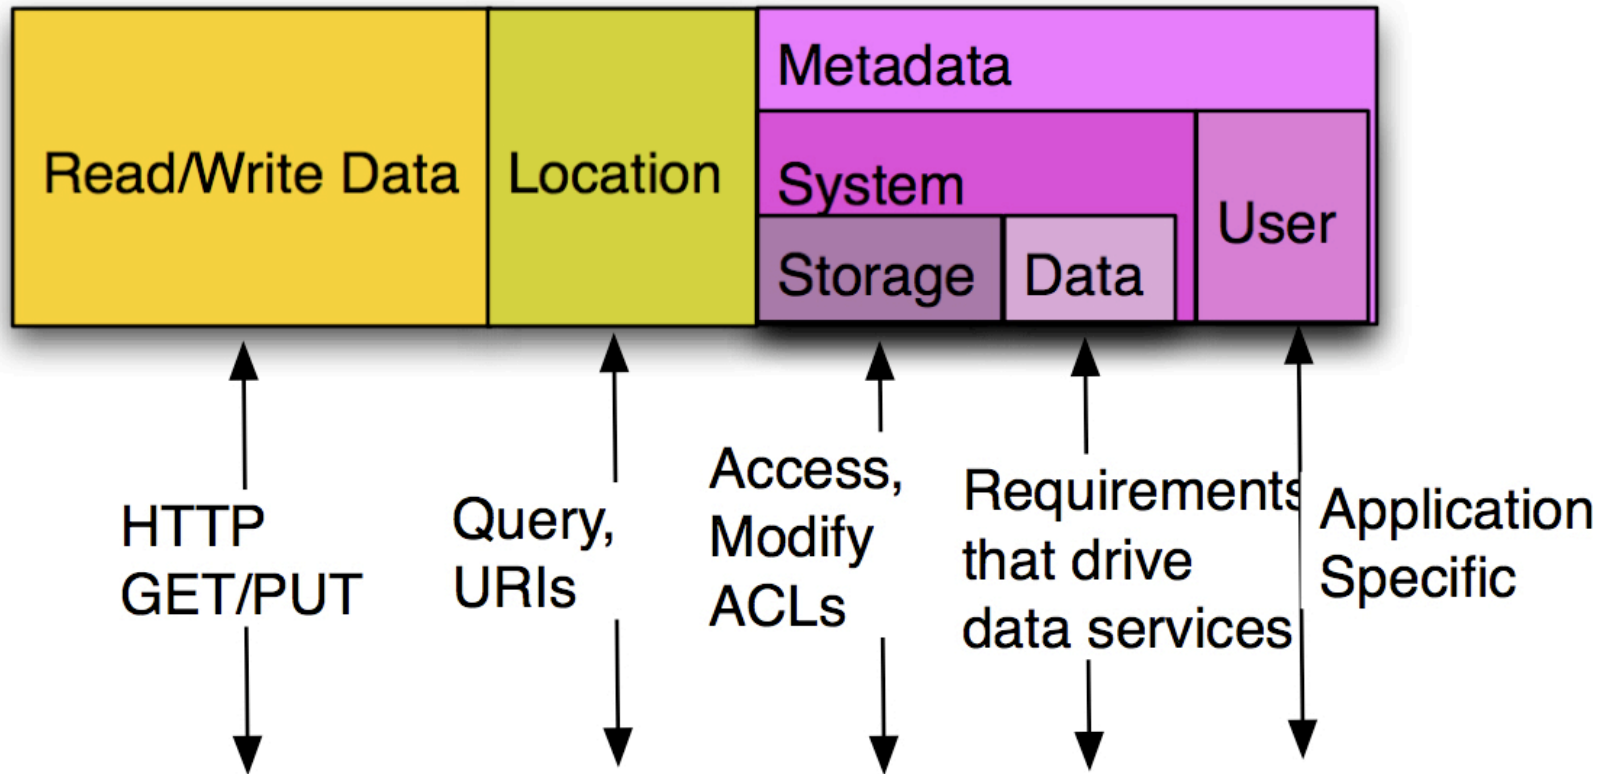 Metadata
Read/Write Data
Location
System
User
Storage
Data
HTTP
GET/PUT
Query,
URIs
Access,
Modify
ACLs
Requirements
that drive
data services
Application
Specific